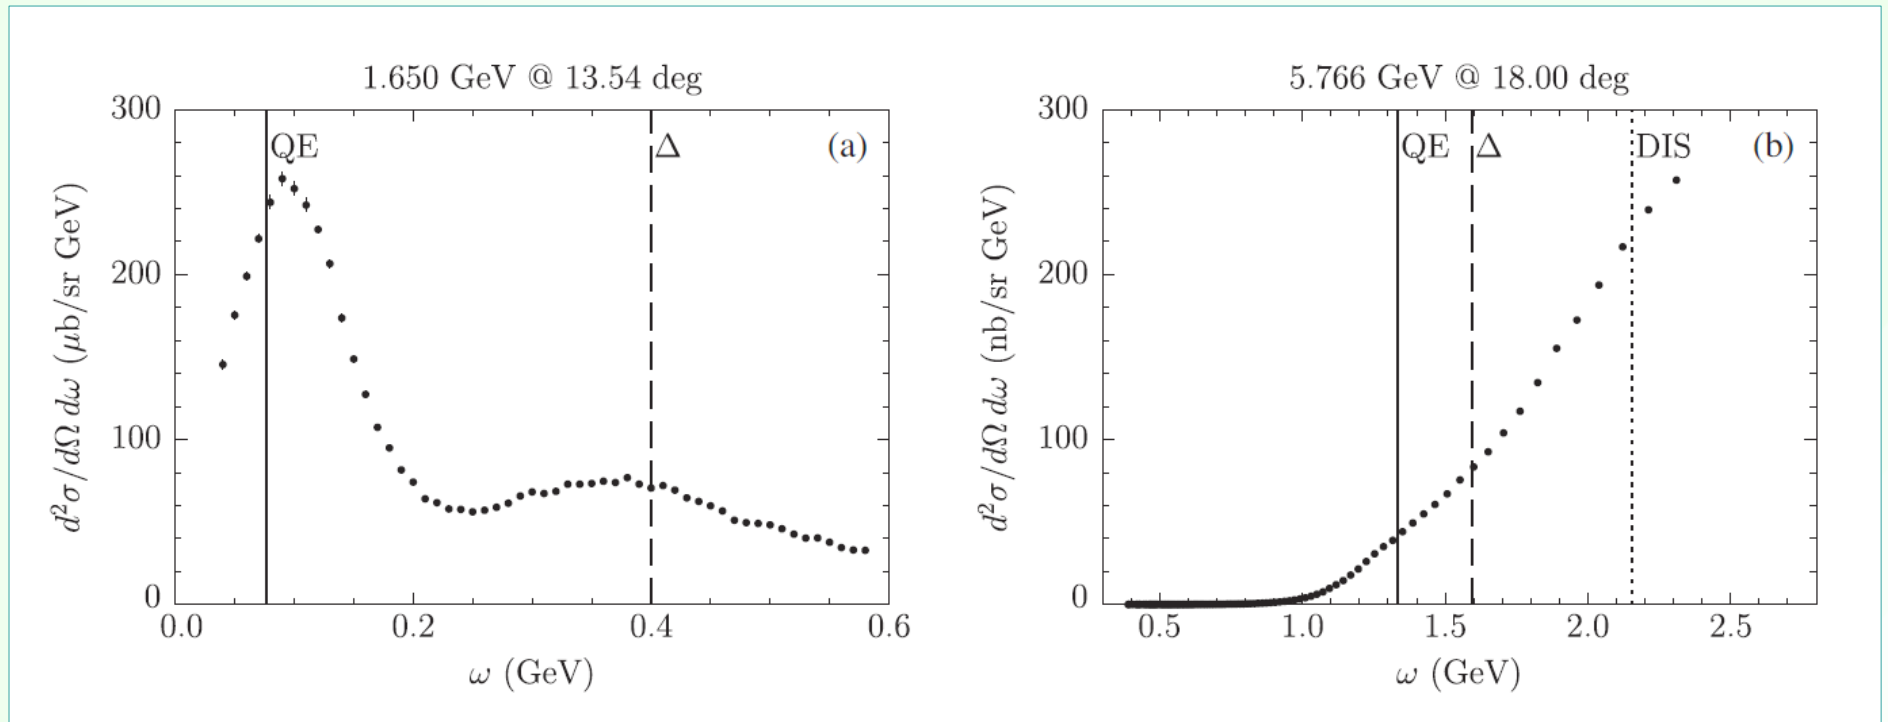 1.650 GeV @ 13.54 deg
300
200
100
0
0.0 0.2 0.4 0.6
QE
Δ
(a)
d²σ/dΩ dω (μb/sr GeV)
ω (GeV)
5.766 GeV @ 18.00 deg
300
200
100
0
0.5 1.0 1.5 2.0 2.5
QE
Δ
DIS
(b)
d²σ/dΩ dω (nb/sr GeV)
ω (GeV)